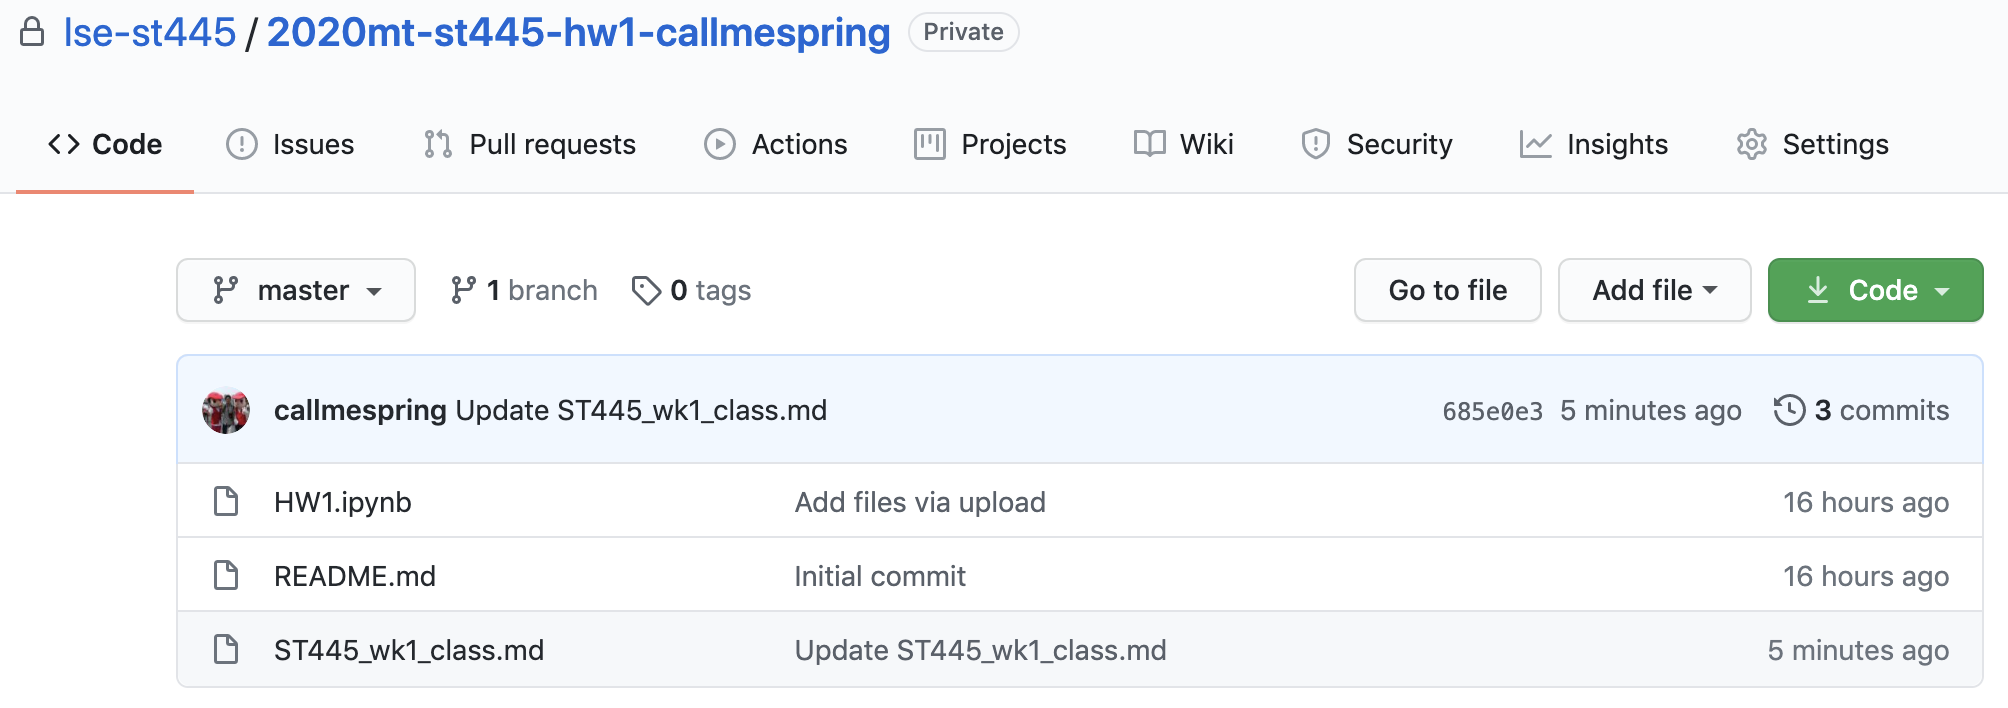 lse-st445 / 2020mt-st445-hw1-callmespring Private
Code Issues Pull requests Actions Projects Wiki Security Insights Settings
master 1 branch 0 tags Go to file Add file Code
callmespring Update ST445_wk1_class.md 685e0e3 5 minutes ago 3 commits
HW1.ipynb Add files via upload 16 hours ago
README.md Initial commit 16 hours ago
ST445_wk1_class.md Update ST445_wk1_class.md 5 minutes ago